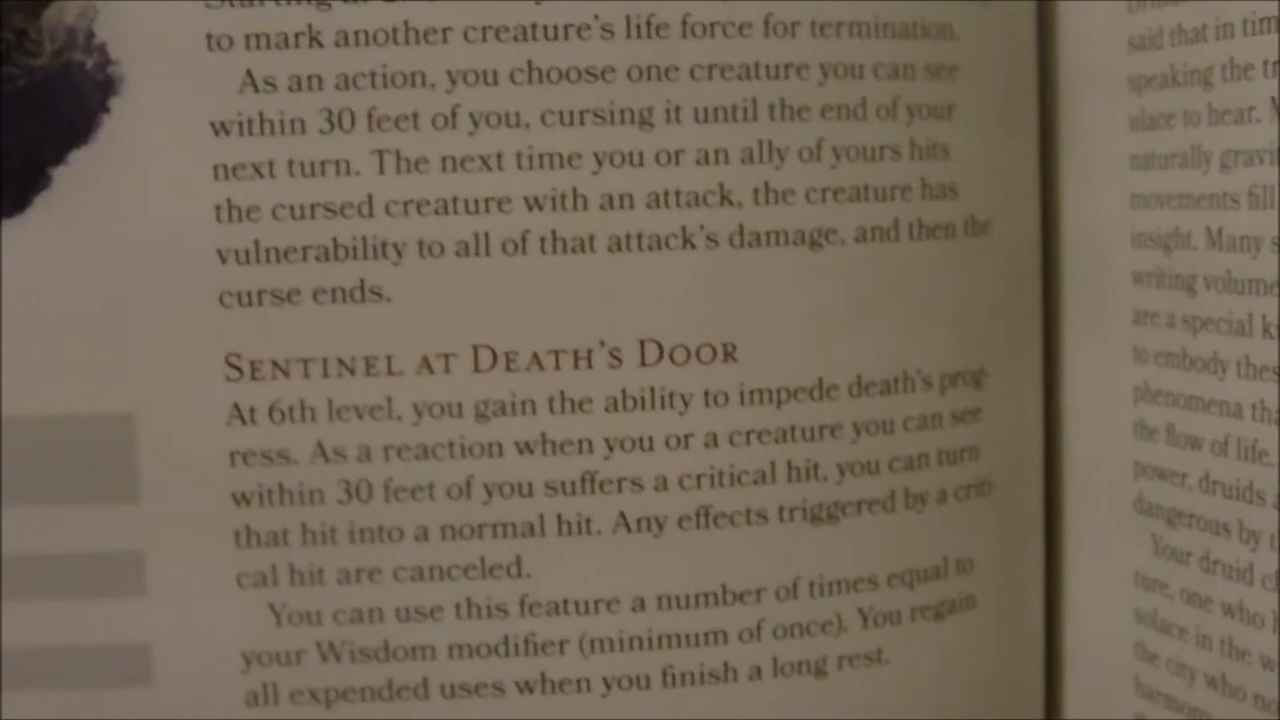 to mark another creature's life force for termination.
As an action, you choose one creature you can see
within 30 feet of you, cursing it until the end of your
next turn. The next time you or an ally of yours hits
the cursed creature with an attack, the creature has
vulnerability to all of that attack's damage, and then the
curse ends.
SENTINEL AT DEATH'S DOOR
At 6th level, you gain the ability to impede death's prog-
ress. As a reaction when you or a creature you can see
within 30 feet of you suffers a critical hit, you can turn
that hit into a normal hit. Any effects triggered by a criti-
cal hit are canceled.
You can use this feature a number of times equal to
your Wisdom modifier (minimum of once). You regain
all expended uses when you finish a long rest.
said that in tim
speaking the tr
to hear.
naturally gravi
movements fill
insight. Many s
writing volume
are a special k
to embody thes
phenomena tha
the flow of life.
power, druids
dangerous by t
Your druid c
ture, one who
solace in the w
the city who no
harmon